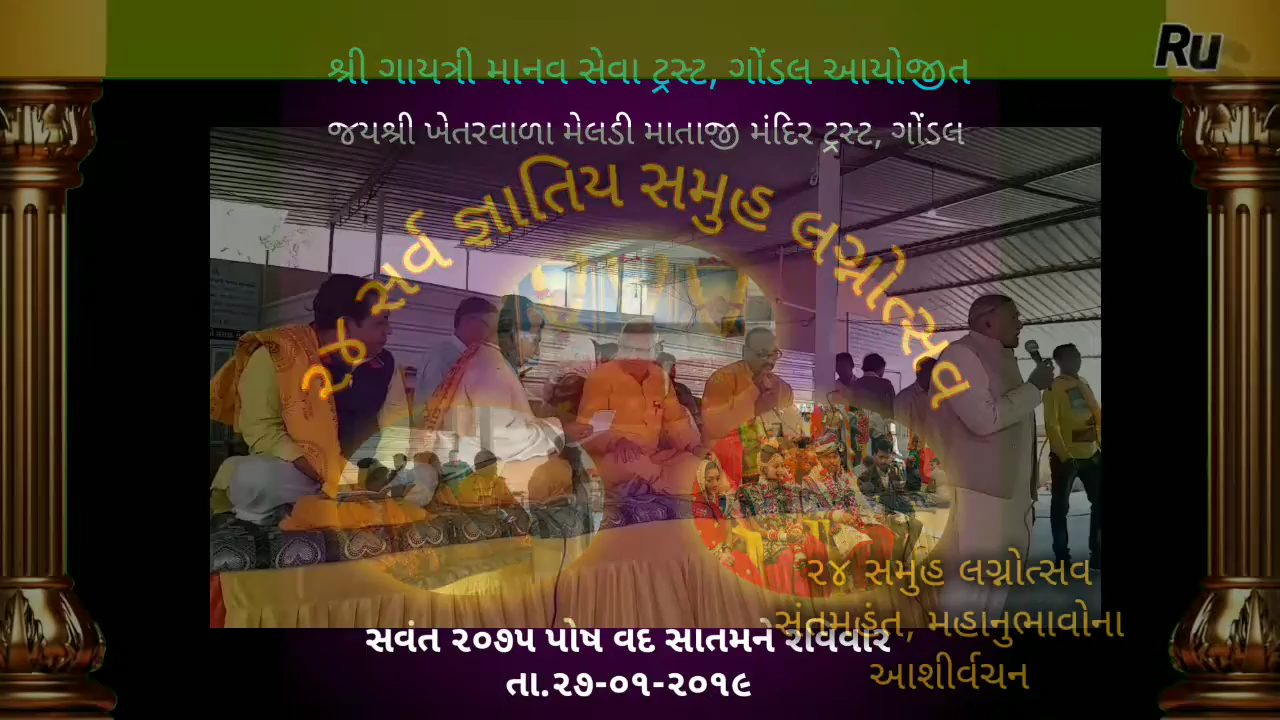 Ru
શ્રી ગાયત્રી માનવ સેવા ટ્રસ્ટ, ગોંડલ આયોજીત
જયશ્રી ખેતરવાળા મેલડી માતાજી મંદિર ટ્રસ્ટ, ગોંડલ
૨૪ સર્વ જ્ઞાતિય સમુહ લગ્નોત્સવ
૨૪ સમુહ લગ્નોત્સવ
સંતમહંત, મહાનુભાવોના
આશીર્વચન
સવંત ૨૦૭૫ પોષ વદ સાતમને રવિવાર
તા.૨૭-૦૧-૨૦૧૯